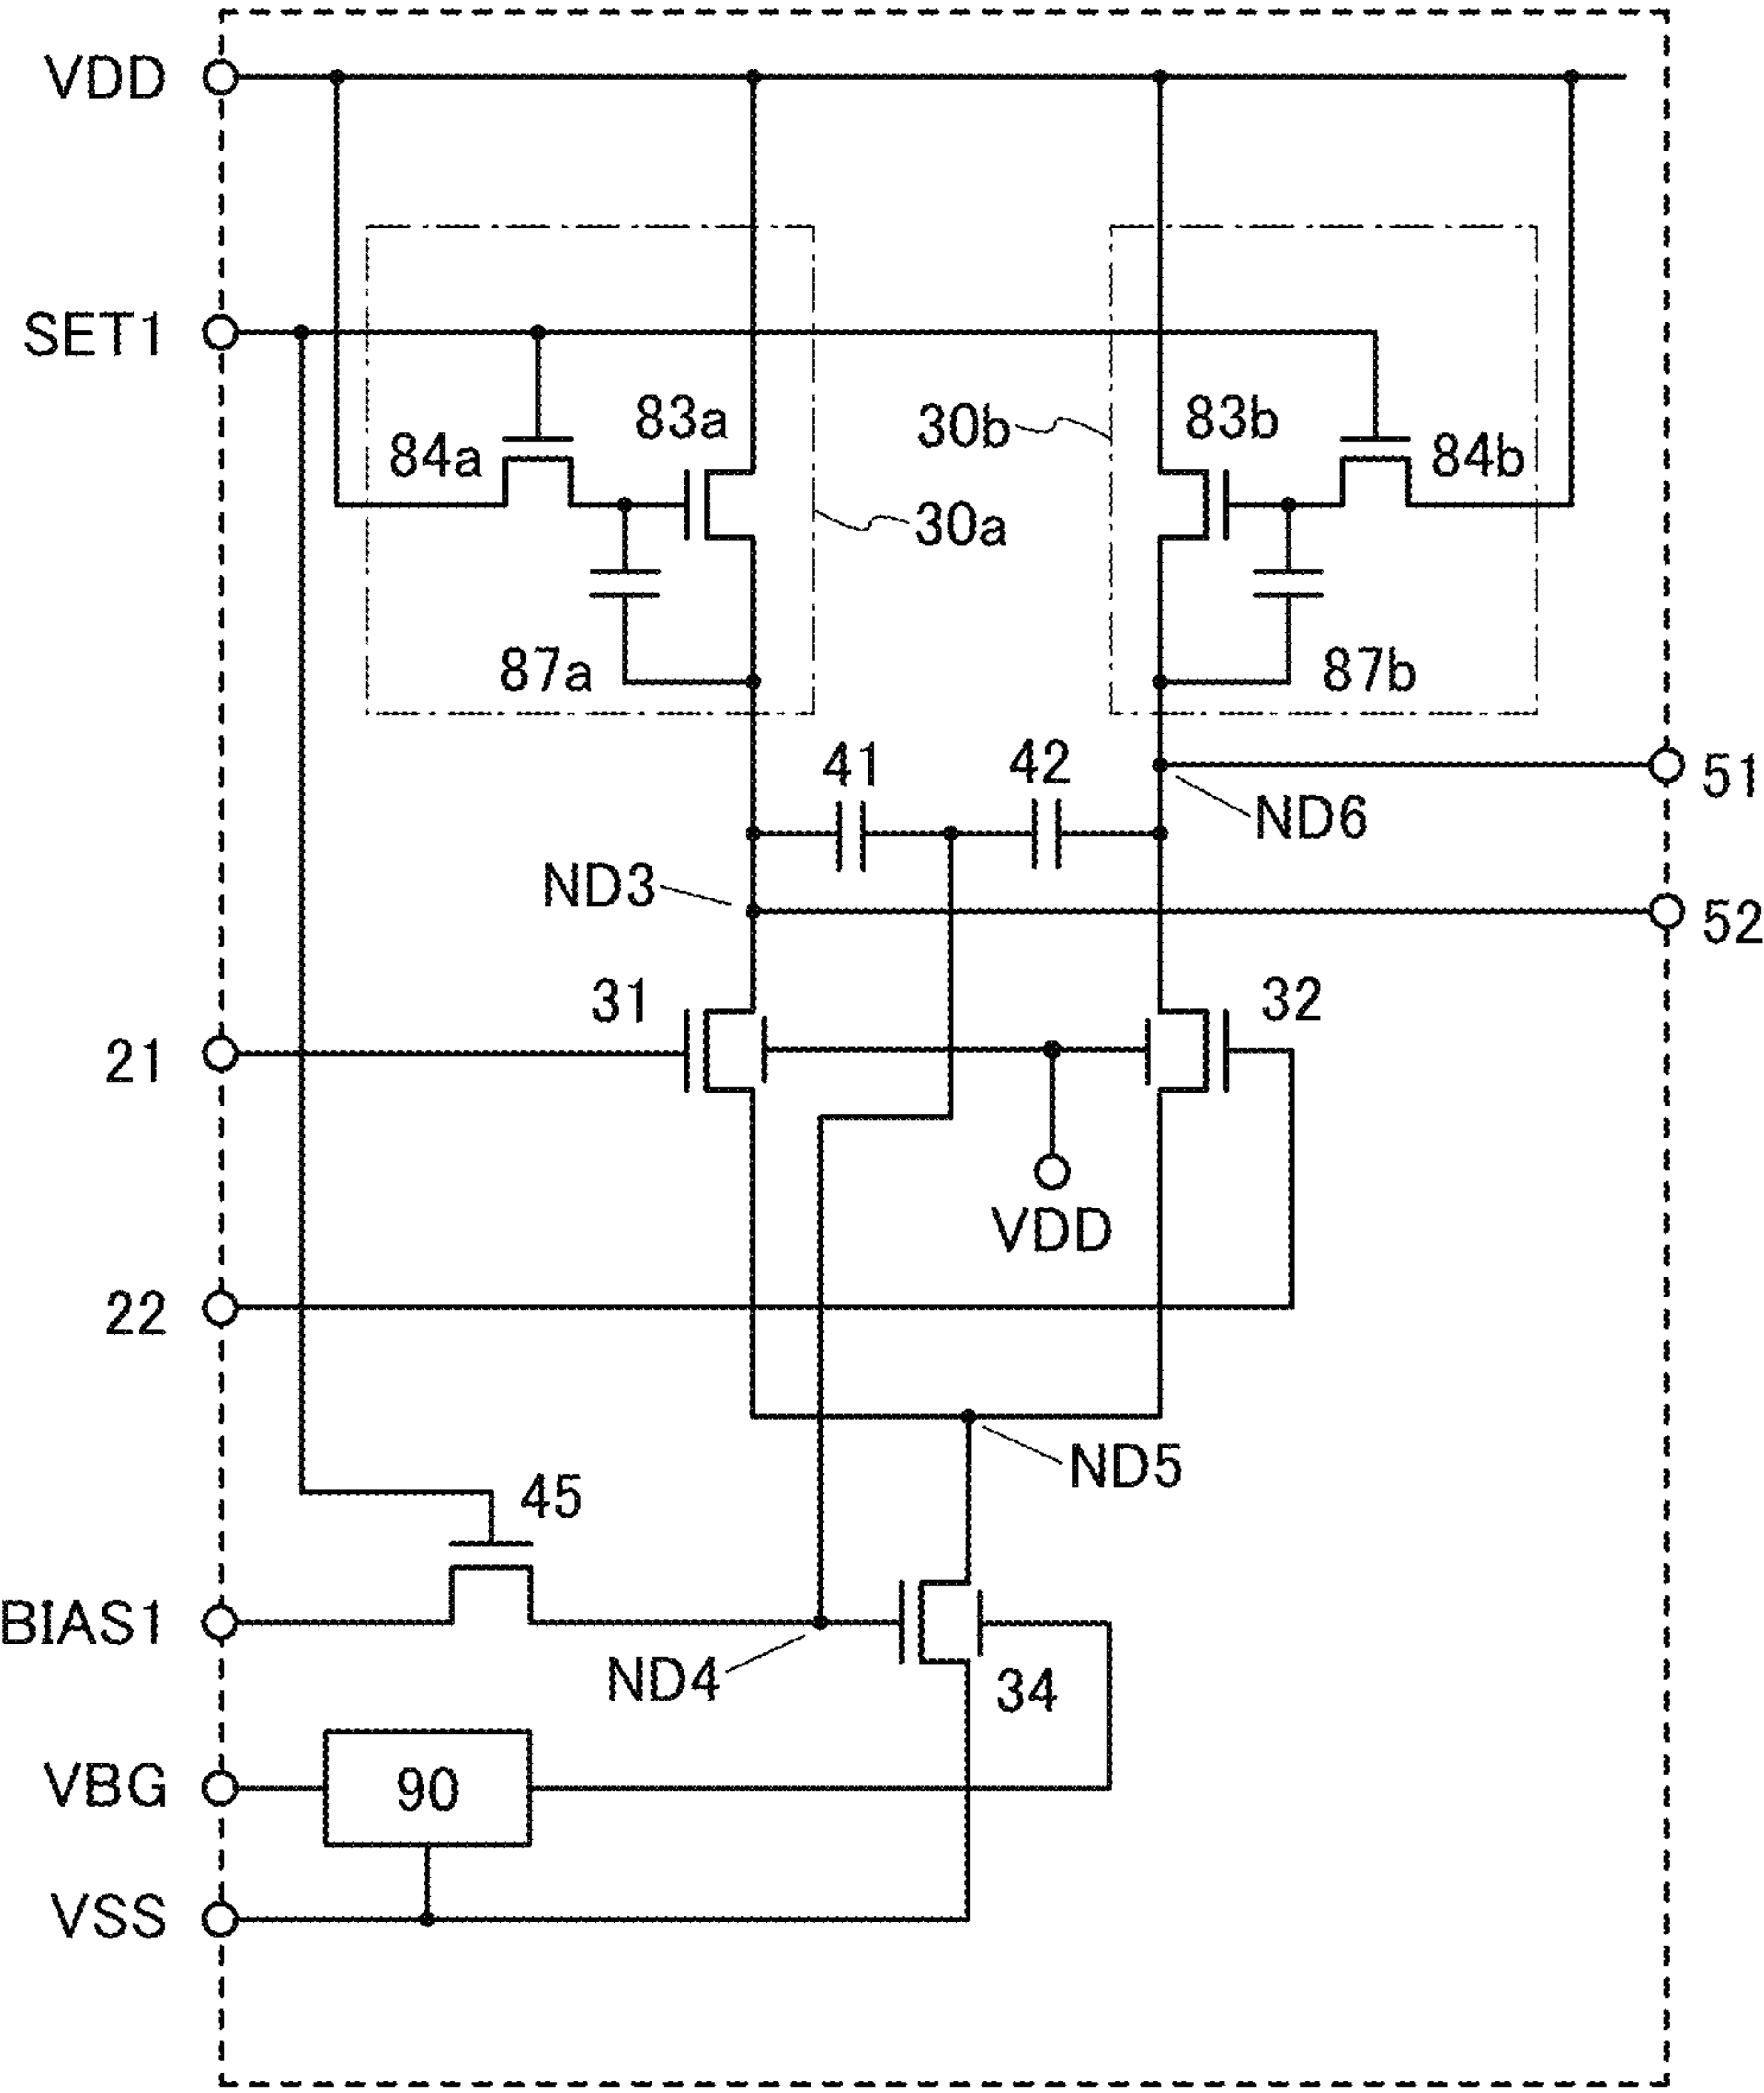 VDD
SET1
83a
30b
83b
84a
84b
30a
87a
87b
41
42
51
ND6
ND3
52
31
32
21
VDD
22
ND5
45
BIAS1
ND4
34
VBG
90
VSS